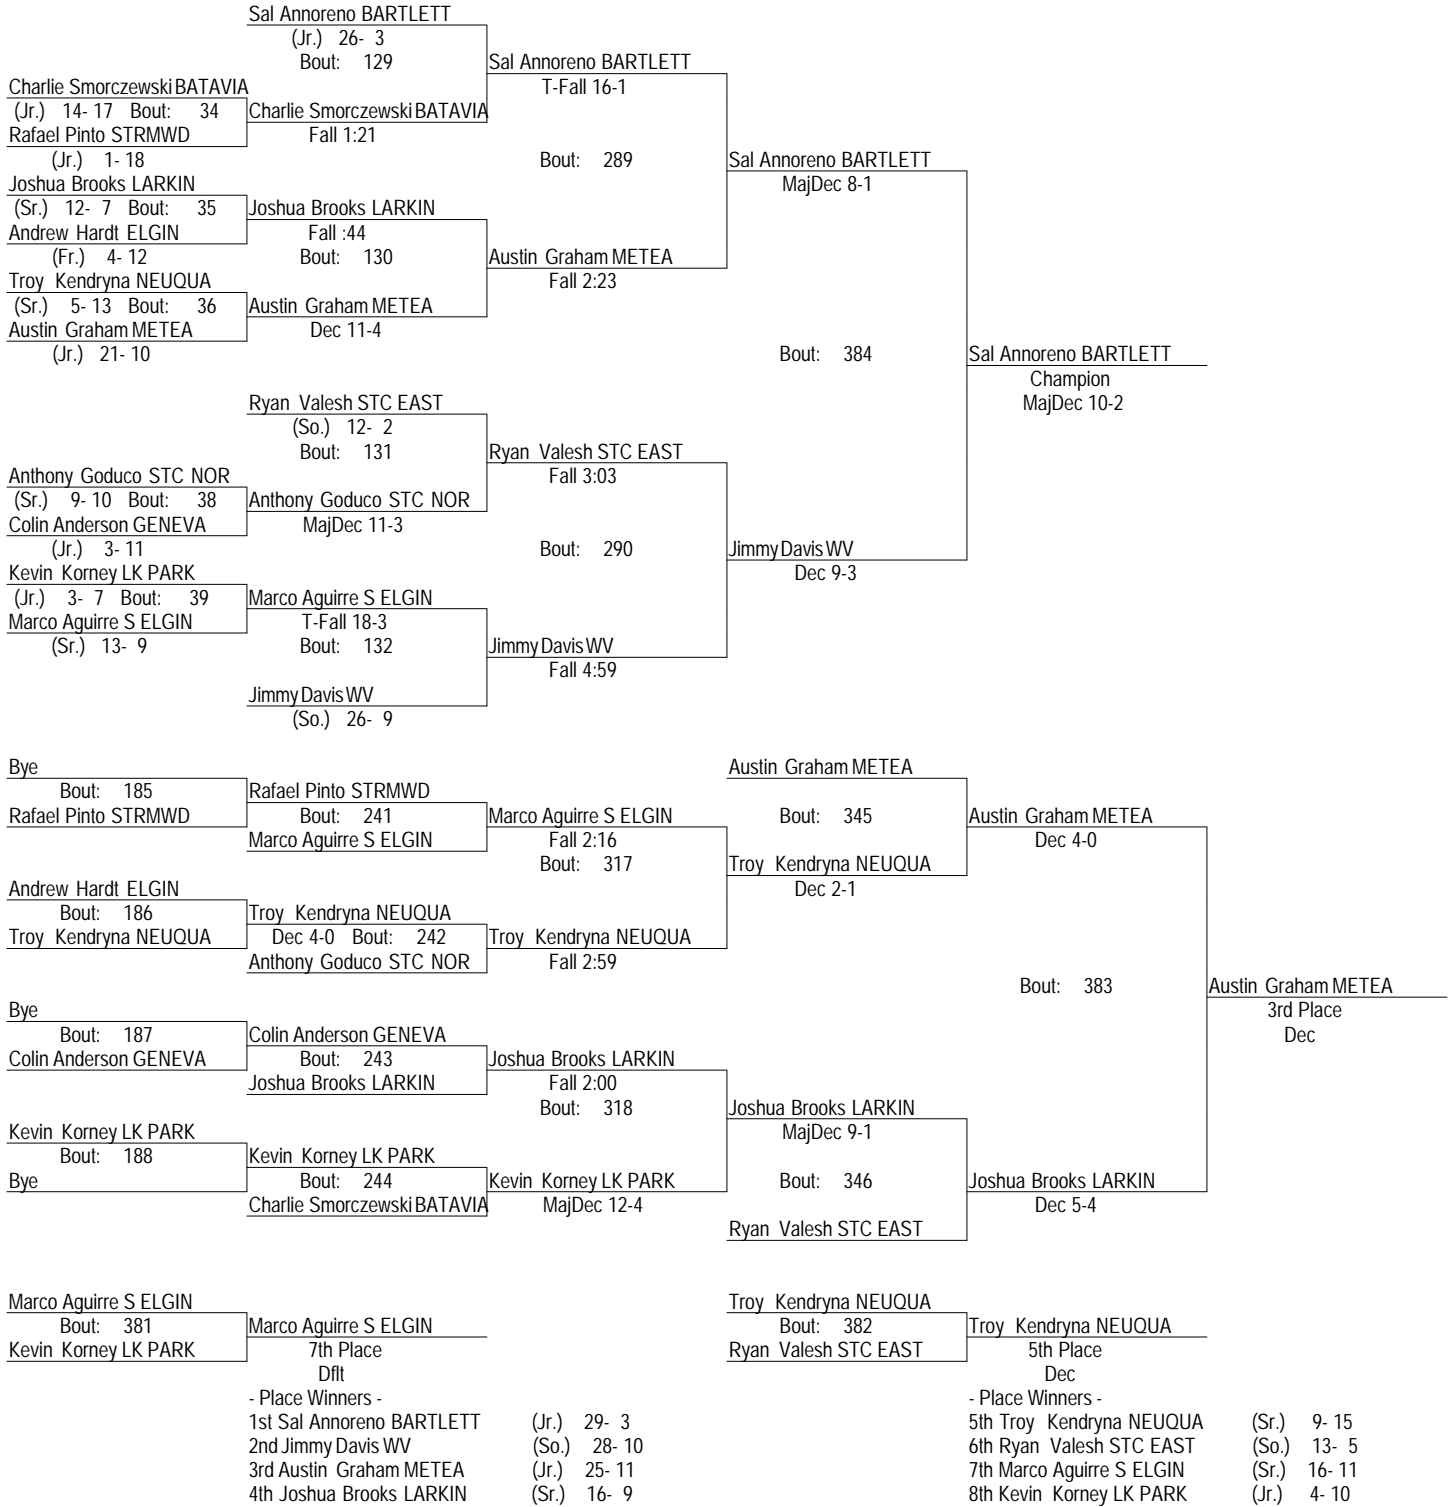 Sal Annoreno BARTLETT
(Jr.) 26- 3
Bout: 129
Sal Annoreno BARTLETT
T-Fall 16-1
Charlie Smorczewski BATAVIA
(Jr.) 14- 17 Bout: 34
Charlie Smorczewski BATAVIA
Rafael Pinto STRMWD
Fall 1:21
(Jr.) 1- 18
Bout: 289
Sal Annoreno BARTLETT
MajDec 8-1
Joshua Brooks LARKIN
(Sr.) 12- 7 Bout: 35
Joshua Brooks LARKIN
Andrew Hardt ELGIN
Fall :44
(Fr.) 4- 12
Bout: 130
Austin Graham METEA
Fall 2:23
Troy Kendryna NEUQUA
(Sr.) 5- 13 Bout: 36
Austin Graham METEA
Austin Graham METEA
Dec 11-4
(Jr.) 21- 10
Bout: 384
Sal Annoreno BARTLETT
Champion
MajDec 10-2
Ryan Valesh STC EAST
(So.) 12- 2
Bout: 131
Ryan Valesh STC EAST
Fall 3:03
Anthony Goduco STC NOR
(Sr.) 9- 10 Bout: 38
Anthony Goduco STC NOR
Colin Anderson GENEVA
MajDec 11-3
(Jr.) 3- 11
Bout: 290
Jimmy Davis WV
Dec 9-3
Kevin Korney LK PARK
(Jr.) 3- 7 Bout: 39
Marco Aguirre S ELGIN
Marco Aguirre S ELGIN
T-Fall 18-3
(Sr.) 13- 9
Bout: 132
Jimmy Davis WV
Fall 4:59
Jimmy Davis WV
(So.) 26- 9
Bye
Bout: 185
Rafael Pinto STRMWD
Rafael Pinto STRMWD
Bout: 241
Marco Aguirre S ELGIN
Marco Aguirre S ELGIN
Fall 2:16
Bout: 317
Austin Graham METEA
Bout: 345
Austin Graham METEA
Dec 4-0
Troy Kendryna NEUQUA
Dec 2-1
Andrew Hardt ELGIN
Bout: 186
Troy Kendryna NEUQUA
Troy Kendryna NEUQUA
Dec 4-0 Bout: 242
Troy Kendryna NEUQUA
Anthony Goduco STC NOR
Fall 2:59
Bout: 383
Austin Graham METEA
3rd Place
Dec
Bye
Bout: 187
Colin Anderson GENEVA
Colin Anderson GENEVA
Bout: 243
Joshua Brooks LARKIN
Joshua Brooks LARKIN
Fall 2:00
Bout: 318
Joshua Brooks LARKIN
MajDec 9-1
Kevin Korney LK PARK
Bout: 188
Kevin Korney LK PARK
Bye
Bout: 244
Kevin Korney LK PARK
Charlie Smorczewski BATAVIA
MajDec 12-4
Bout: 346
Joshua Brooks LARKIN
Dec 5-4
Ryan Valesh STC EAST
Marco Aguirre S ELGIN
Bout: 381
Marco Aguirre S ELGIN
Kevin Korney LK PARK
7th Place
Dflt
Troy Kendryna NEUQUA
Bout: 382
Troy Kendryna NEUQUA
Ryan Valesh STC EAST
5th Place
Dec
- Place Winners -
1st Sal Annoreno BARTLETT (Jr.) 29- 3
2nd Jimmy Davis WV (So.) 28- 10
3rd Austin Graham METEA (Jr.) 25- 11
4th Joshua Brooks LARKIN (Sr.) 16- 9
- Place Winners -
5th Troy Kendryna NEUQUA (Sr.) 9- 15
6th Ryan Valesh STC EAST (So.) 13- 5
7th Marco Aguirre S ELGIN (Sr.) 16- 11
8th Kevin Korney LK PARK (Jr.) 4- 10